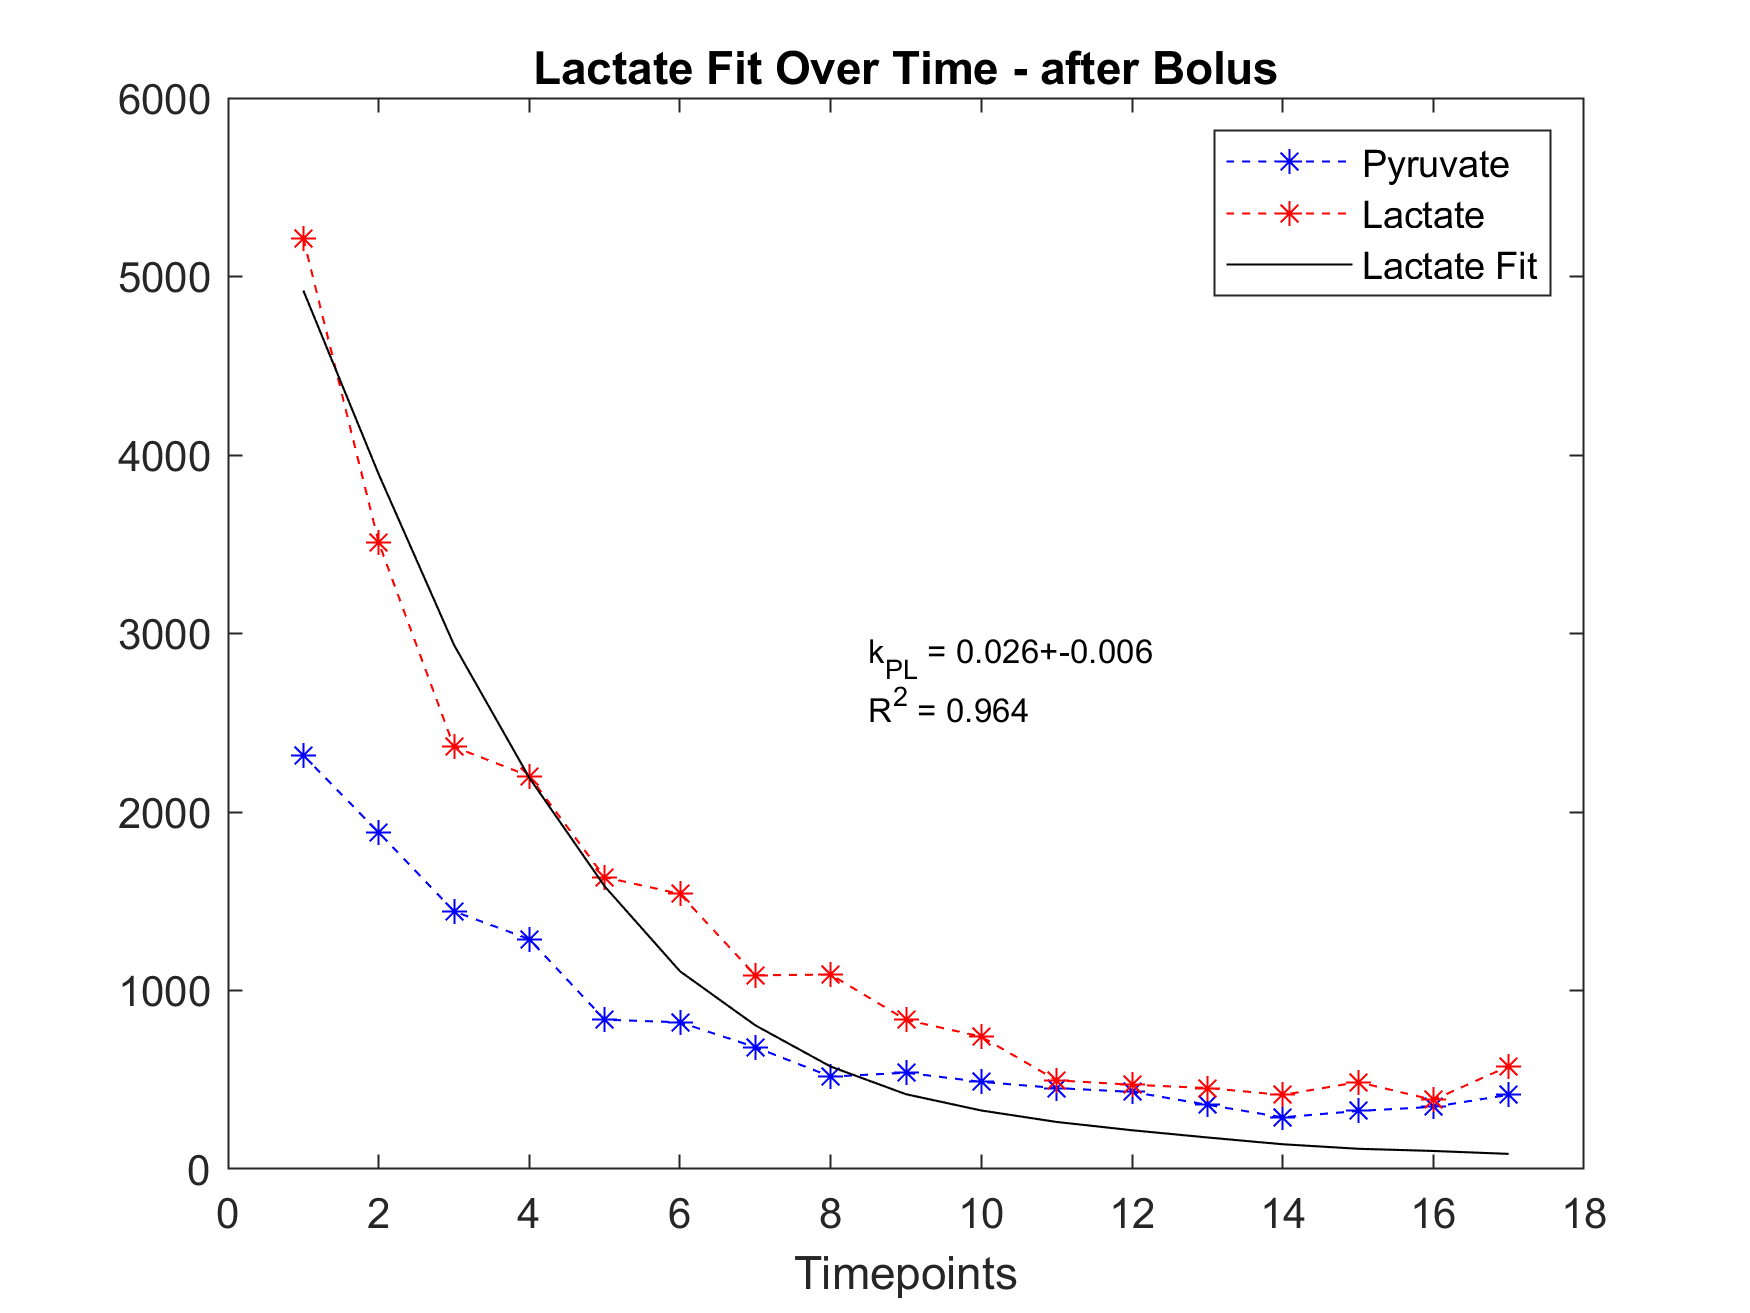 Lactate Fit Over Time - after Bolus
6000
5000
4000
3000
2000
1000
0
Pyruvate
Lactate
Lactate Fit
k_PL = 0.026+-0.006
R^2 = 0.964
0 2 4 6 8 10 12 14 16 18
Timepoints